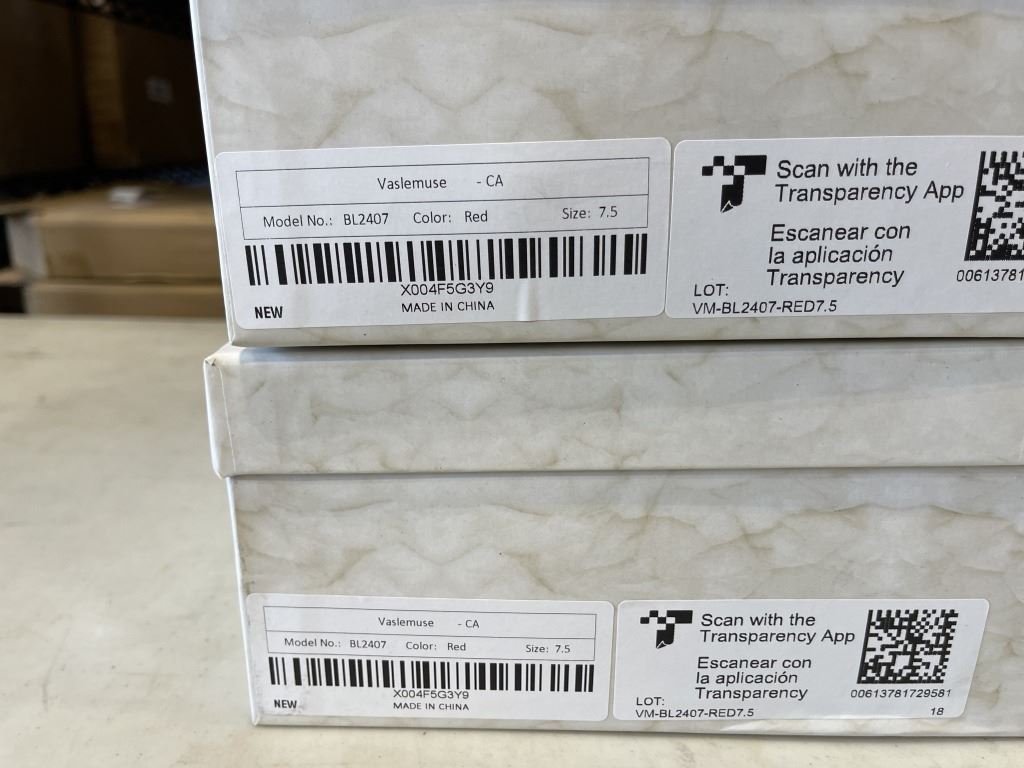 Vaslemuse - CA
Model No.: BL2407 Color: Red Size: 7.5
X004F5G3Y9
NEW MADE IN CHINA
Scan with the
Transparency App
Escanear con
la aplicación
Transparency
00613781
LOT:
VM-BL2407-RED7.5
Vaslemuse - CA
Model No.: BL2407 Color: Red Size: 7.5
X004F5G3Y9
NEW MADE IN CHINA
Scan with the
Transparency App
Escanear con
la aplicación
Transparency
00613781729581
LOT:
VM-BL2407-RED7.5 18